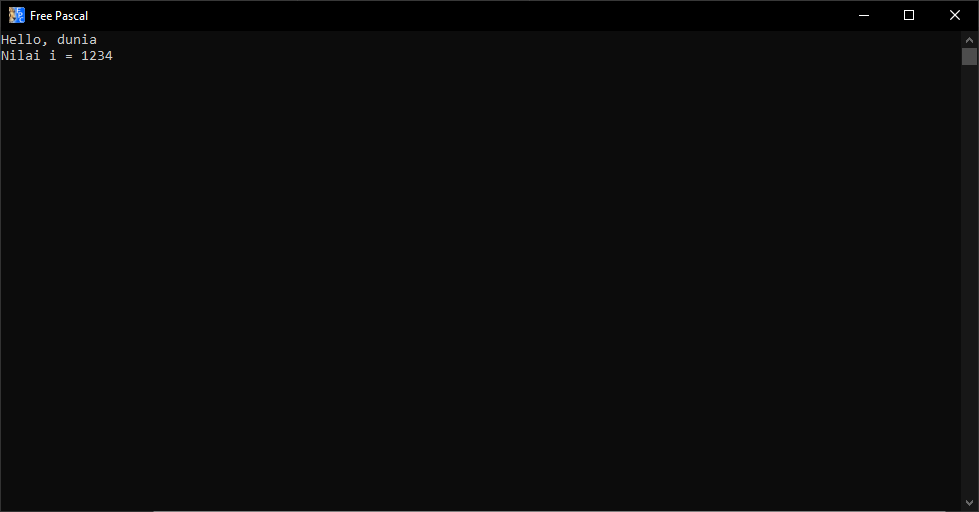 Free Pascal
Hello, dunia
Nilai i = 1234